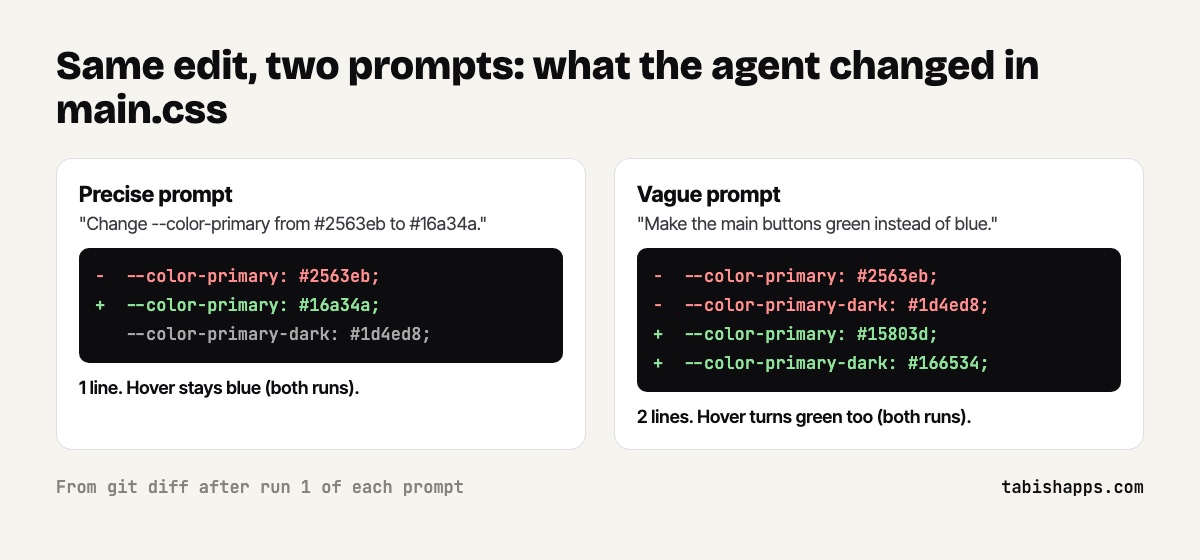 Same edit, two prompts: what the agent changed in
main.css
Precise prompt
"Change --color-primary from #2563eb to #16a34a."
-  --color-primary: #2563eb;
+  --color-primary: #16a34a;
   --color-primary-dark: #1d4ed8;
1 line. Hover stays blue (both runs).
Vague prompt
"Make the main buttons green instead of blue."
-  --color-primary: #2563eb;
-  --color-primary-dark: #1d4ed8;
+  --color-primary: #15803d;
+  --color-primary-dark: #166534;
2 lines. Hover turns green too (both runs).
From git diff after run 1 of each prompt
tabishapps.com